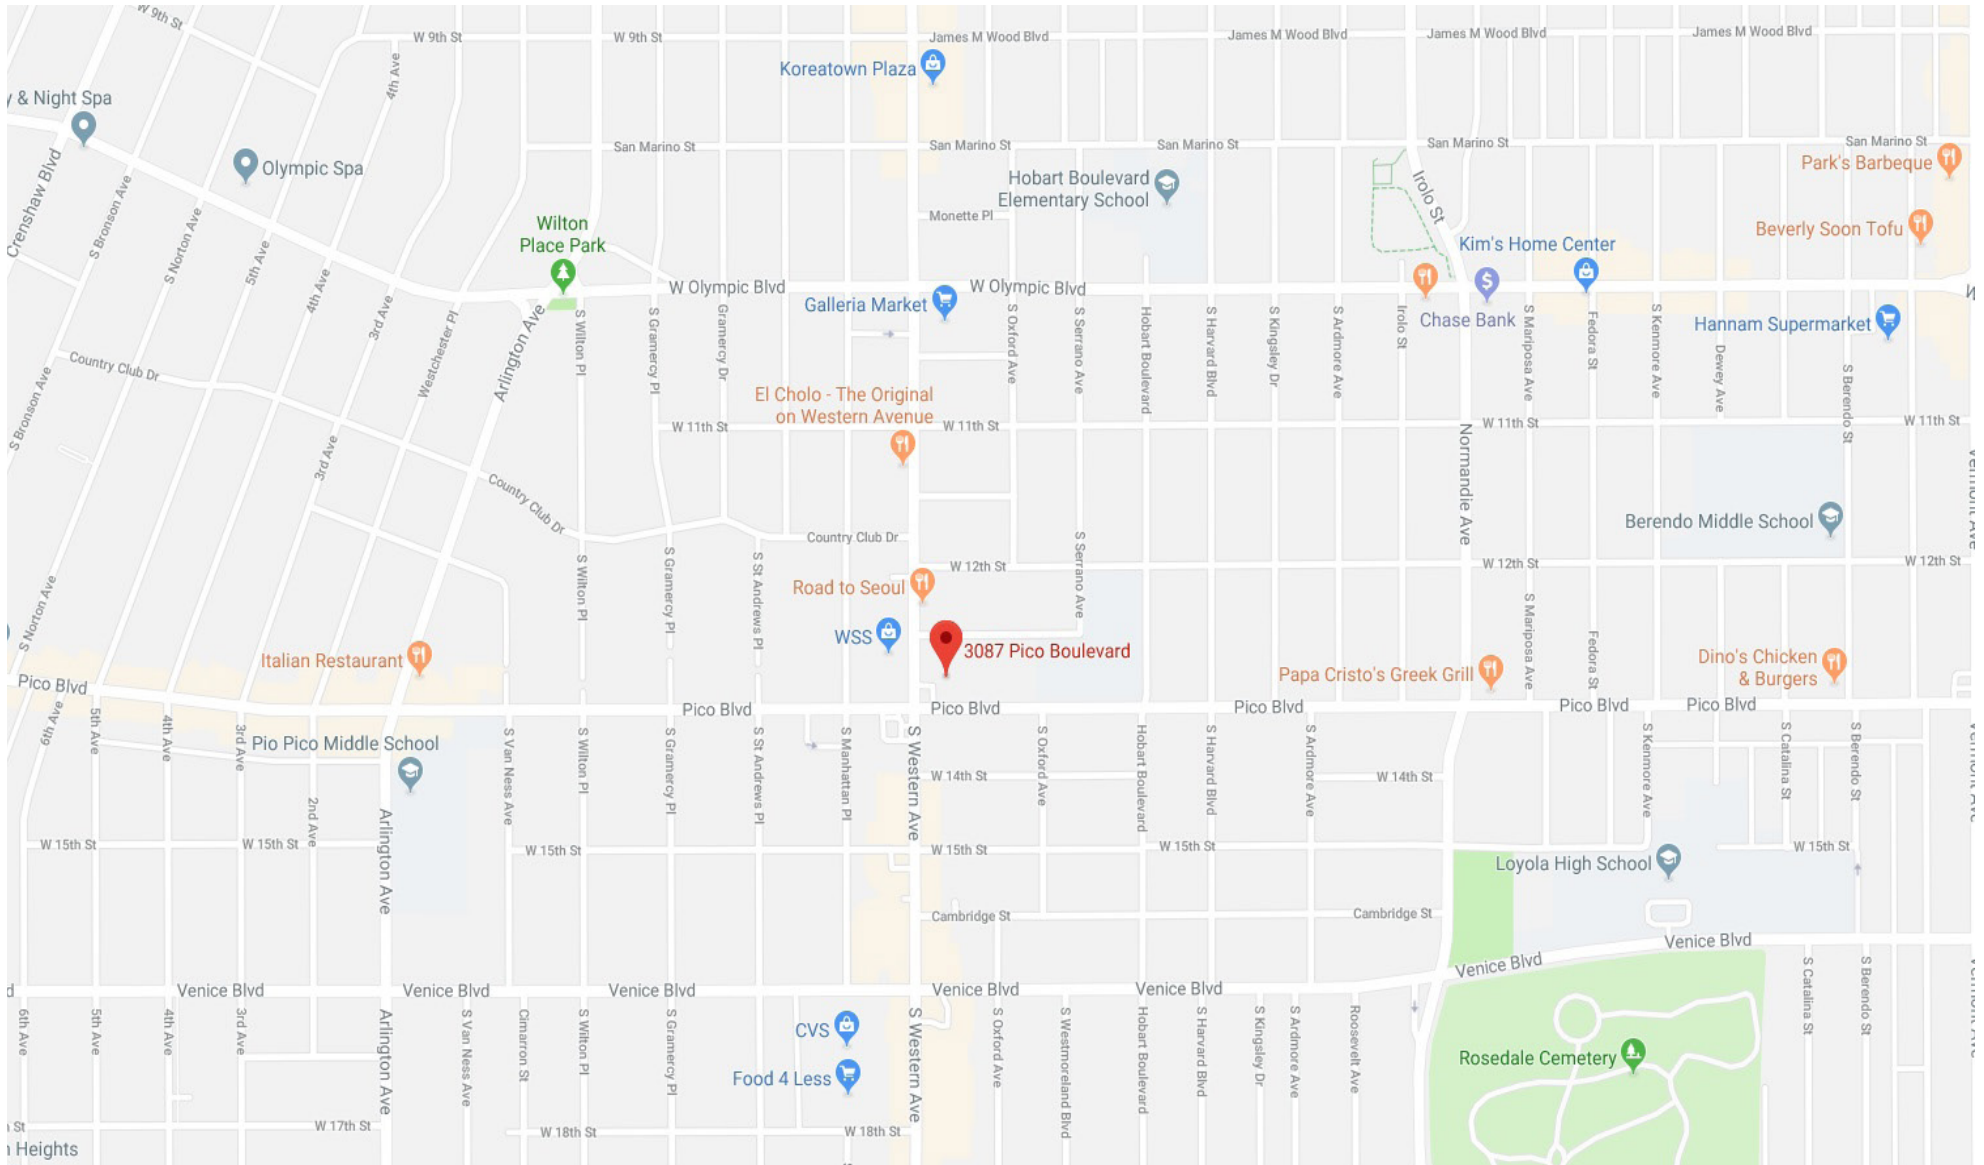 W 9th St
W 9th St
W 9th St
James M Wood Blvd
James M Wood Blvd
James M Wood Blvd
James M Wood Blvd
4th Ave
Koreatown Plaza
y & Night Spa
Olympic Spa
Crenshaw Blvd
S Bronson Ave
S Norton Ave
5th Ave
4th Ave
3rd Ave
San Marino St
San Marino St
San Marino St
San Marino St
San Marino St
Park's Barbeque
Hobart Boulevard
Elementary School
Irolo St
Monette Pl
Wilton
Place Park
Beverly Soon Tofu
Kim's Home Center
W Olympic Blvd
W Olympic Blvd
W
Galleria Market
Chase Bank
Hannam Supermarket
Westchester Pl
Arlington Ave
S Wilton Pl
S Gramercy Pl
Gramercy Dr
S Oxford Ave
S Serrano Ave
Hobart Boulevard
S Harvard Blvd
S Kingsley Dr
S Ardmore Ave
Irolo St
S Mariposa Ave
Fedora St
S Kenmore Ave
Dewey Ave
S Berendo St
Country Club Dr
S Bronson Ave
3rd Ave
El Cholo - The Original
on Western Avenue
W 11th St
W 11th St
W 11th St
W 11th St
Normandie Ave
Vermont Ave
Country Club Dr
Country Club Dr
Berendo Middle School
S Norton Ave
S Wilton Pl
S Gramercy Pl
S St Andrews Pl
S Serrano Ave
W 12th St
W 12th St
W 12th St
Road to Seoul
WSS
3087 Pico Boulevard
S Mariposa Ave
Fedora St
Italian Restaurant
Papa Cristo's Greek Grill
Dino's Chicken
& Burgers
Pico Blvd
Pico Blvd
Pico Blvd
Pico Blvd
Pico Blvd
Pico Blvd
6th Ave
5th Ave
4th Ave
3rd Ave
Pio Pico Middle School
S Van Ness Ave
S Wilton Pl
S Gramercy Pl
S St Andrews Pl
S Manhattan Pl
S Western Ave
S Oxford Ave
Hobart Boulevard
S Harvard Blvd
S Ardmore Ave
S Kenmore Ave
S Catalina St
S Berendo St
Vermont Ave
W 14th St
W 14th St
2nd Ave
Arlington Ave
W 15th St
W 15th St
W 15th St
W 15th St
W 15th St
W 15th St
Loyola High School
Cambridge St
Cambridge St
Venice Blvd
Venice Blvd
d
Venice Blvd
Venice Blvd
Venice Blvd
Venice Blvd
Venice Blvd
6th Ave
5th Ave
4th Ave
3rd Ave
Arlington Ave
S Van Ness Ave
Cimarron St
S Wilton Pl
S Gramercy Pl
CVS
Food 4 Less
S Western Ave
S Oxford Ave
S Westmoreland Blvd
Hobart Boulevard
S Harvard Blvd
S Kingsley Dr
S Ardmore Ave
Roosevelt Ave
S Catalina St
S Berendo St
Rosedale Cemetery
St
W 17th St
W 18th St
W 18th St
Heights